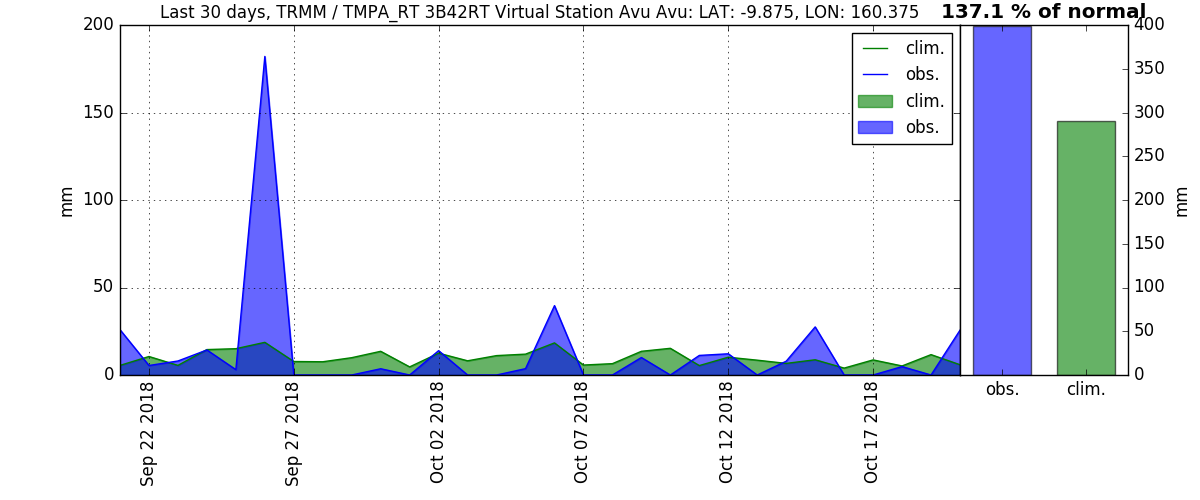 Last 30 days, TRMM / TMPA_RT 3B42RT Virtual Station Avu Avu: LAT: -9.875, LON: 160.375
137.1 % of normal
200
150
100
50
0
mm
clim.
obs.
clim.
obs.
400
350
300
250
200
150
100
50
0
mm
Sep 22 2018
Sep 27 2018
Oct 02 2018
Oct 07 2018
Oct 12 2018
Oct 17 2018
obs.
clim.